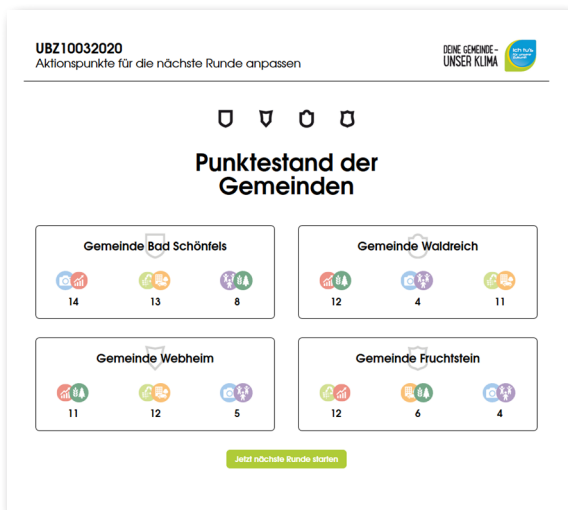 UBZ10032020
Aktionspunkte für die nächste Runde anpassen
DEINE GEMEINDE –
UNSER KLIMA
ich tu's
Punktestand der
Gemeinden
Gemeinde Bad Schönfels
14 13 8
Gemeinde Waldreich
12 4 11
Gemeinde Webheim
11 12 5
Gemeinde Fruchtstein
12 6 4
Jetzt nächste Runde starten